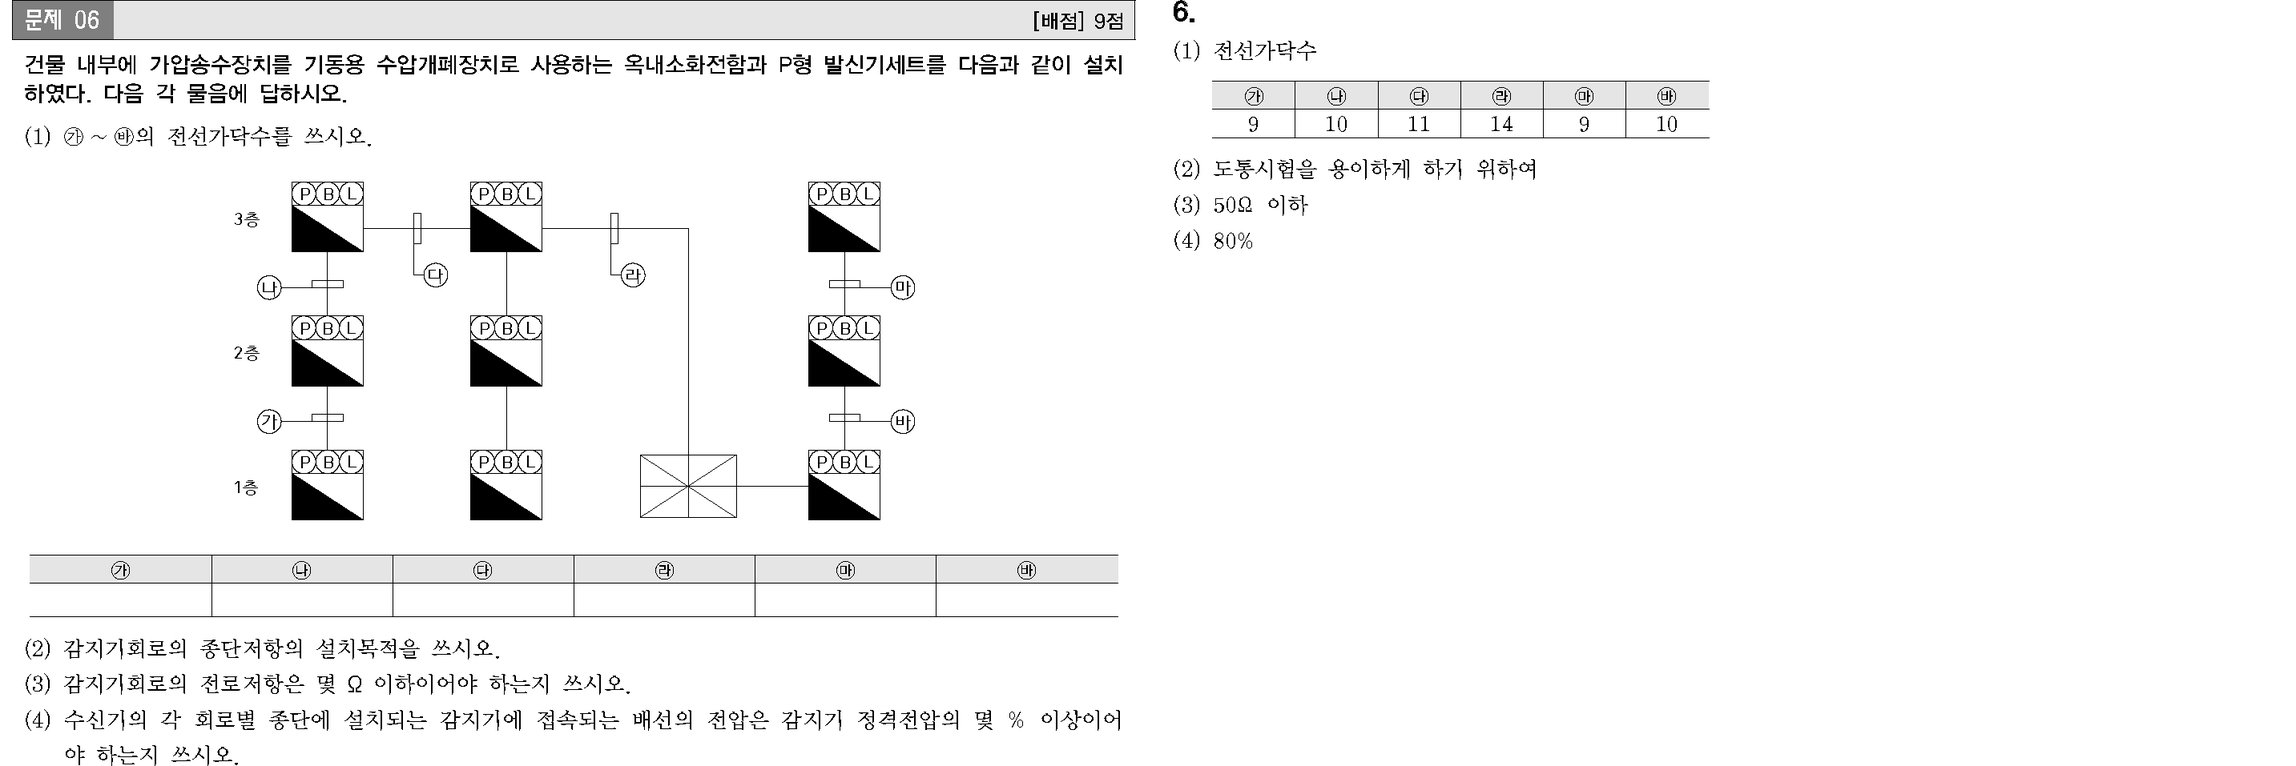 문제 06
[배점] 9점
건물 내부에 가압송수장치를 기동용 수압개폐장치로 사용하는 옥내소화전함과 P형 발신기세트를 다음과 같이 설치
하였다. 다음 각 물음에 답하시오.
(1) ㉮~㉳의 전선가닥수를 쓰시오.
3층 Ⓟ Ⓑ Ⓛ Ⓟ Ⓑ Ⓛ Ⓟ Ⓑ Ⓛ
㉰ ㉱
㉯ ㉲
2층 Ⓟ Ⓑ Ⓛ Ⓟ Ⓑ Ⓛ Ⓟ Ⓑ Ⓛ
㉮ ㉳
1층 Ⓟ Ⓑ Ⓛ Ⓟ Ⓑ Ⓛ Ⓟ Ⓑ Ⓛ
㉮ ㉯ ㉰ ㉱ ㉲ ㉳
(2) 감지기회로의 종단저항의 설치목적을 쓰시오.
(3) 감지기회로의 전로저항은 몇 Ω 이하이어야 하는지 쓰시오.
(4) 수신기의 각 회로별 종단에 설치되는 감지기에 접속되는 배선의 전압은 감지기 정격전압의 몇 % 이상이어
야 하는지 쓰시오.
6.
(1) 전선가닥수
㉮ ㉯ ㉰ ㉱ ㉲ ㉳
9 10 11 14 9 10
(2) 도통시험을 용이하게 하기 위하여
(3) 50Ω 이하
(4) 80%